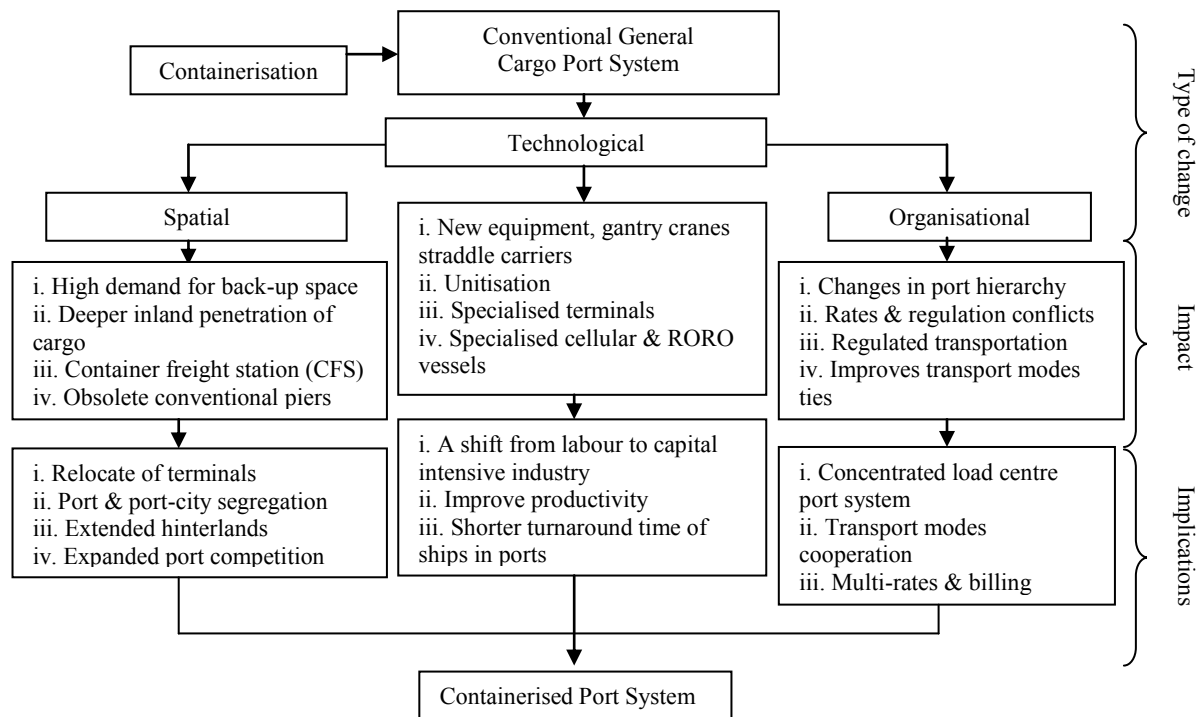 Conventional General
Cargo Port System
Containerisation
Technological
Spatial
Organisational
i. High demand for back-up space
ii. Deeper inland penetration of
cargo
iii. Container freight station (CFS)
iv. Obsolete conventional piers
i. New equipment, gantry cranes
straddle carriers
ii. Unitisation
iii. Specialised terminals
iv. Specialised cellular & RORO
vessels
i. Changes in port hierarchy
ii. Rates & regulation conflicts
iii. Regulated transportation
iv. Improves transport modes
ties
i. Relocate of terminals
ii. Port & port-city segregation
iii. Extended hinterlands
iv. Expanded port competition
i. A shift from labour to capital
intensive industry
ii. Improve productivity
iii. Shorter turnaround time of
ships in ports
i. Concentrated load centre
port system
ii. Transport modes
cooperation
iii. Multi-rates & billing
Containerised Port System
Type of change
Impact
Implications